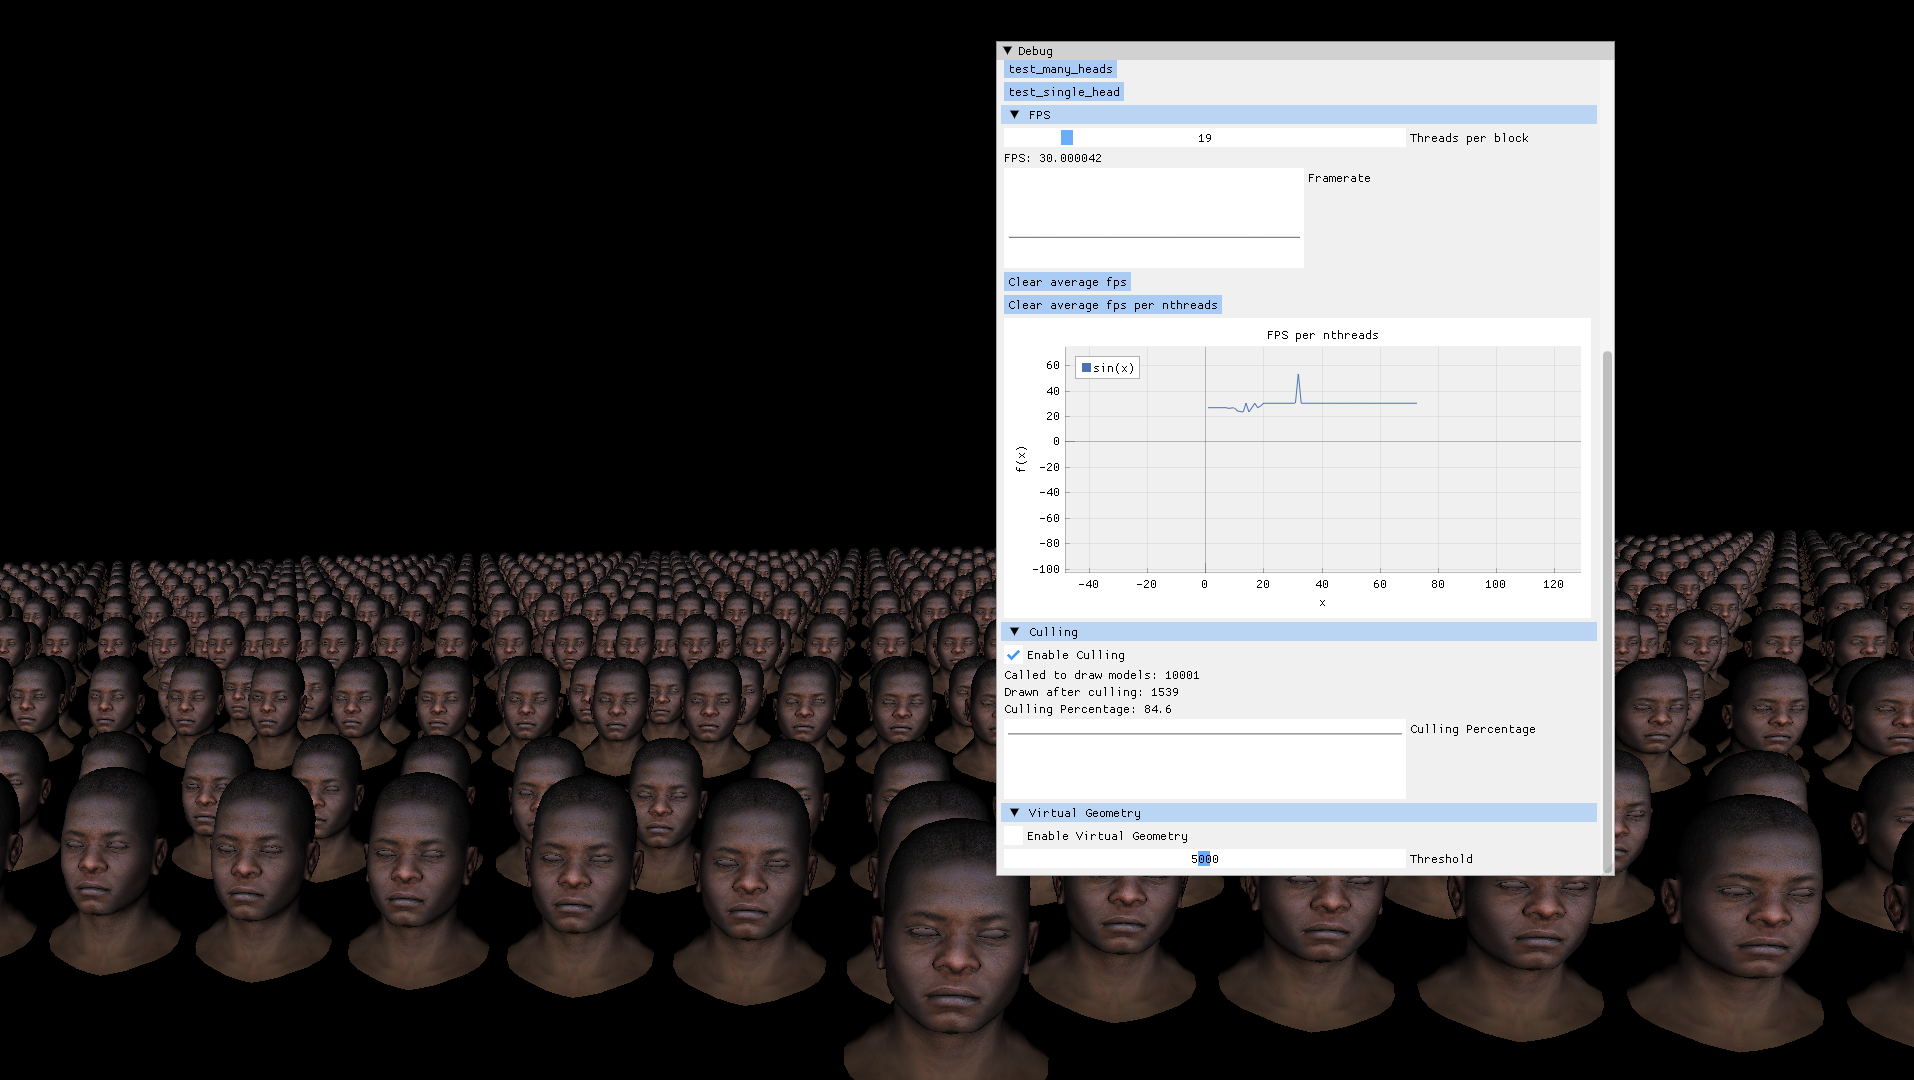 Debug
test_many_heads
test_single_head
FPS
19 Threads per block
FPS: 30.000042
Framerate
Clear average fps
Clear average fps per nthreads
FPS per nthreads
sin(x)
60
40
20
0
-20
-40
-60
-80
-100
f(x)
-40 -20 0 20 40 60 80 100 120
x
Culling
Enable Culling
Called to draw models: 10001
Drawn after culling: 1539
Culling Percentage: 84.6
Culling Percentage
Virtual Geometry
Enable Virtual Geometry
5000 Threshold